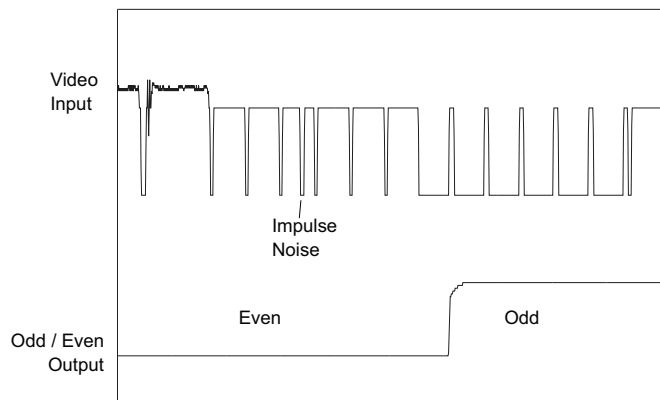 Video
Input
Impulse
Noise
Even
Odd
Odd / Even
Output